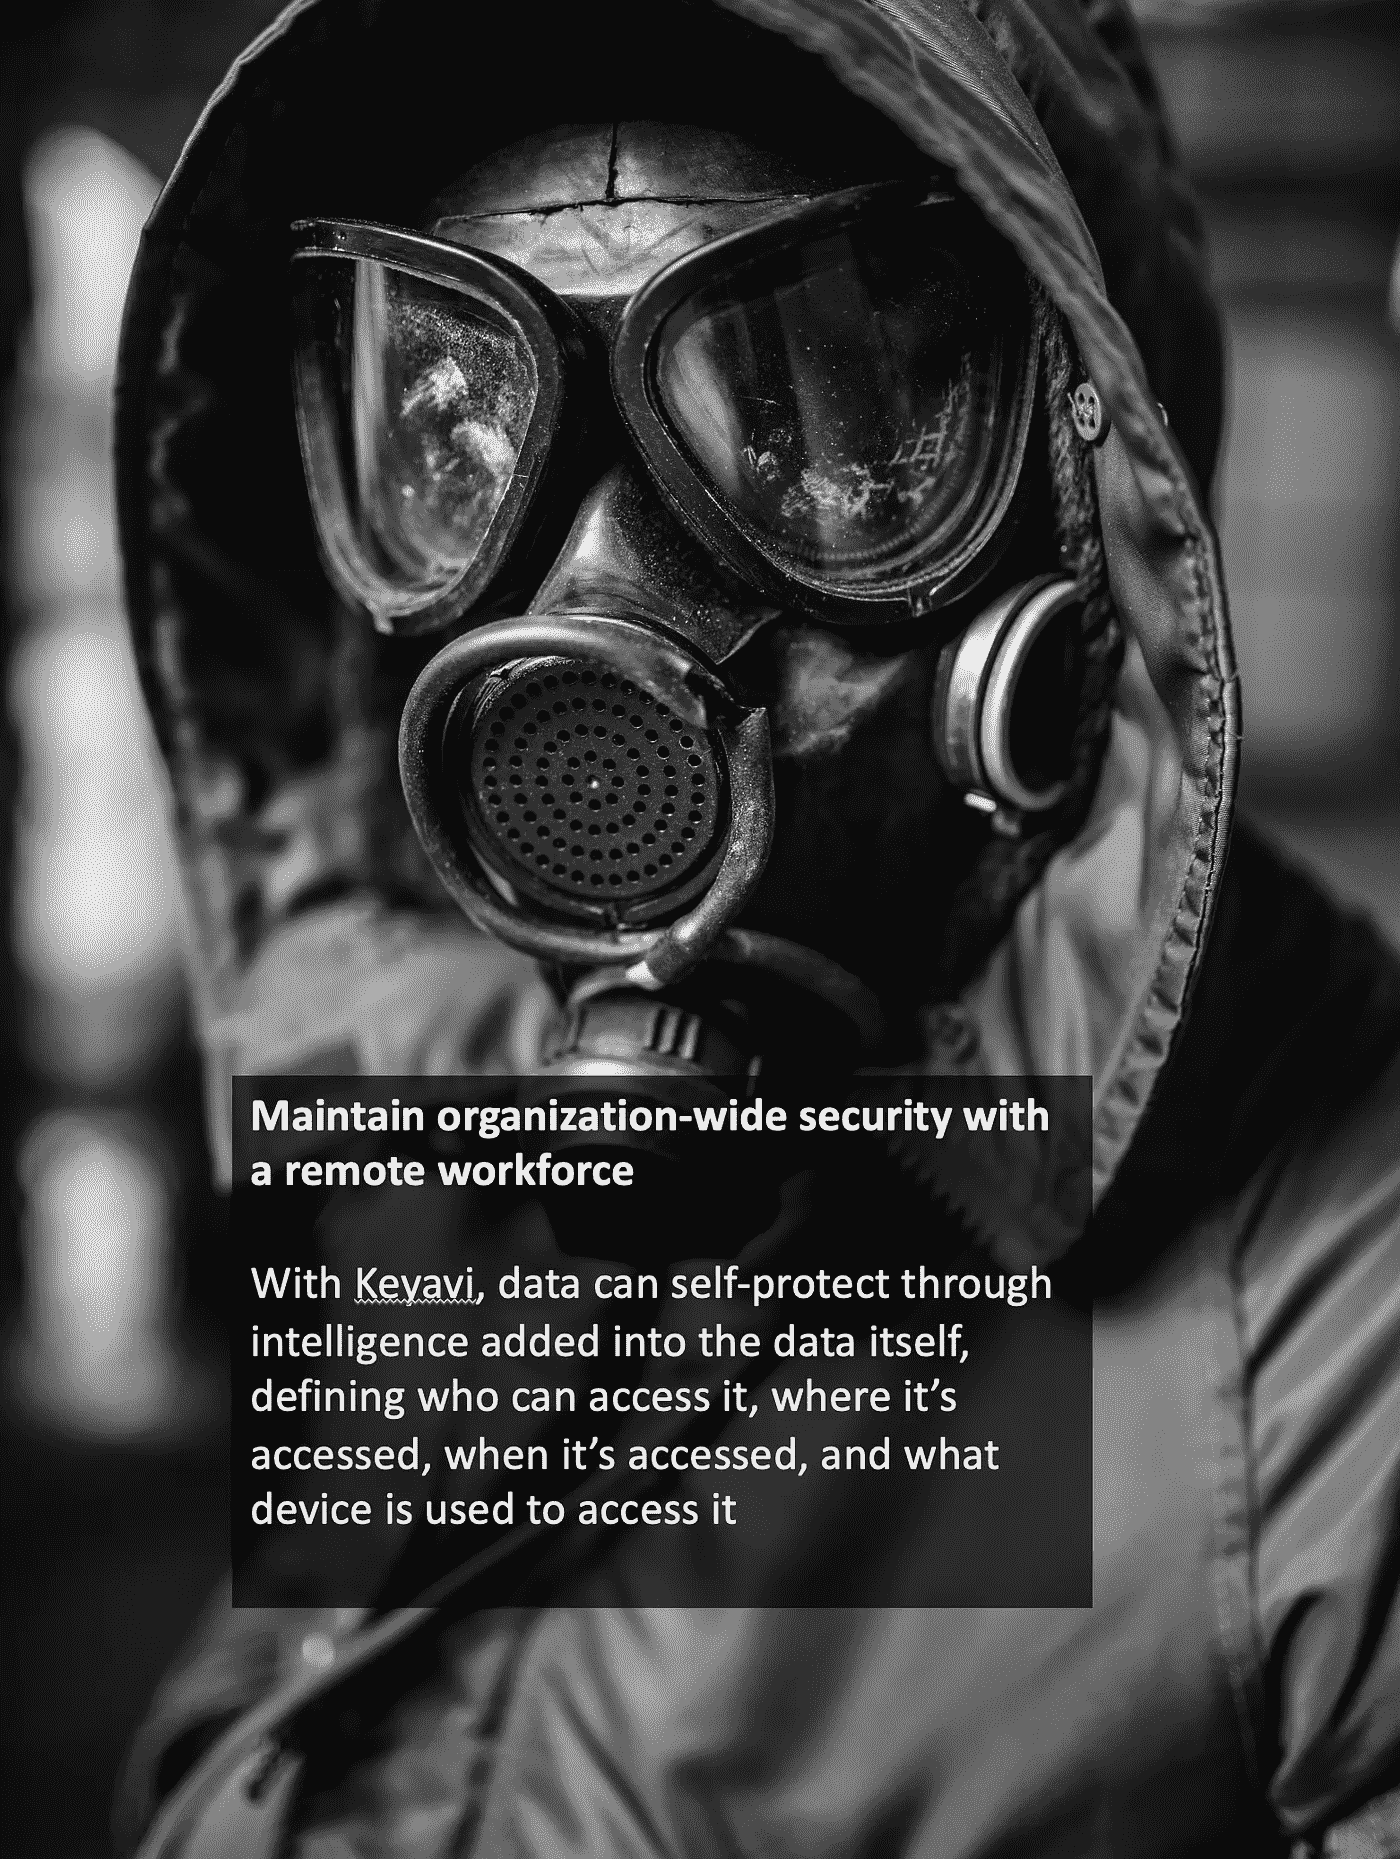 Maintain organization-wide security with
a remote workforce
With Keyavi, data can self-protect through
intelligence added into the data itself,
defining who can access it, where it’s
accessed, when it’s accessed, and what
device is used to access it